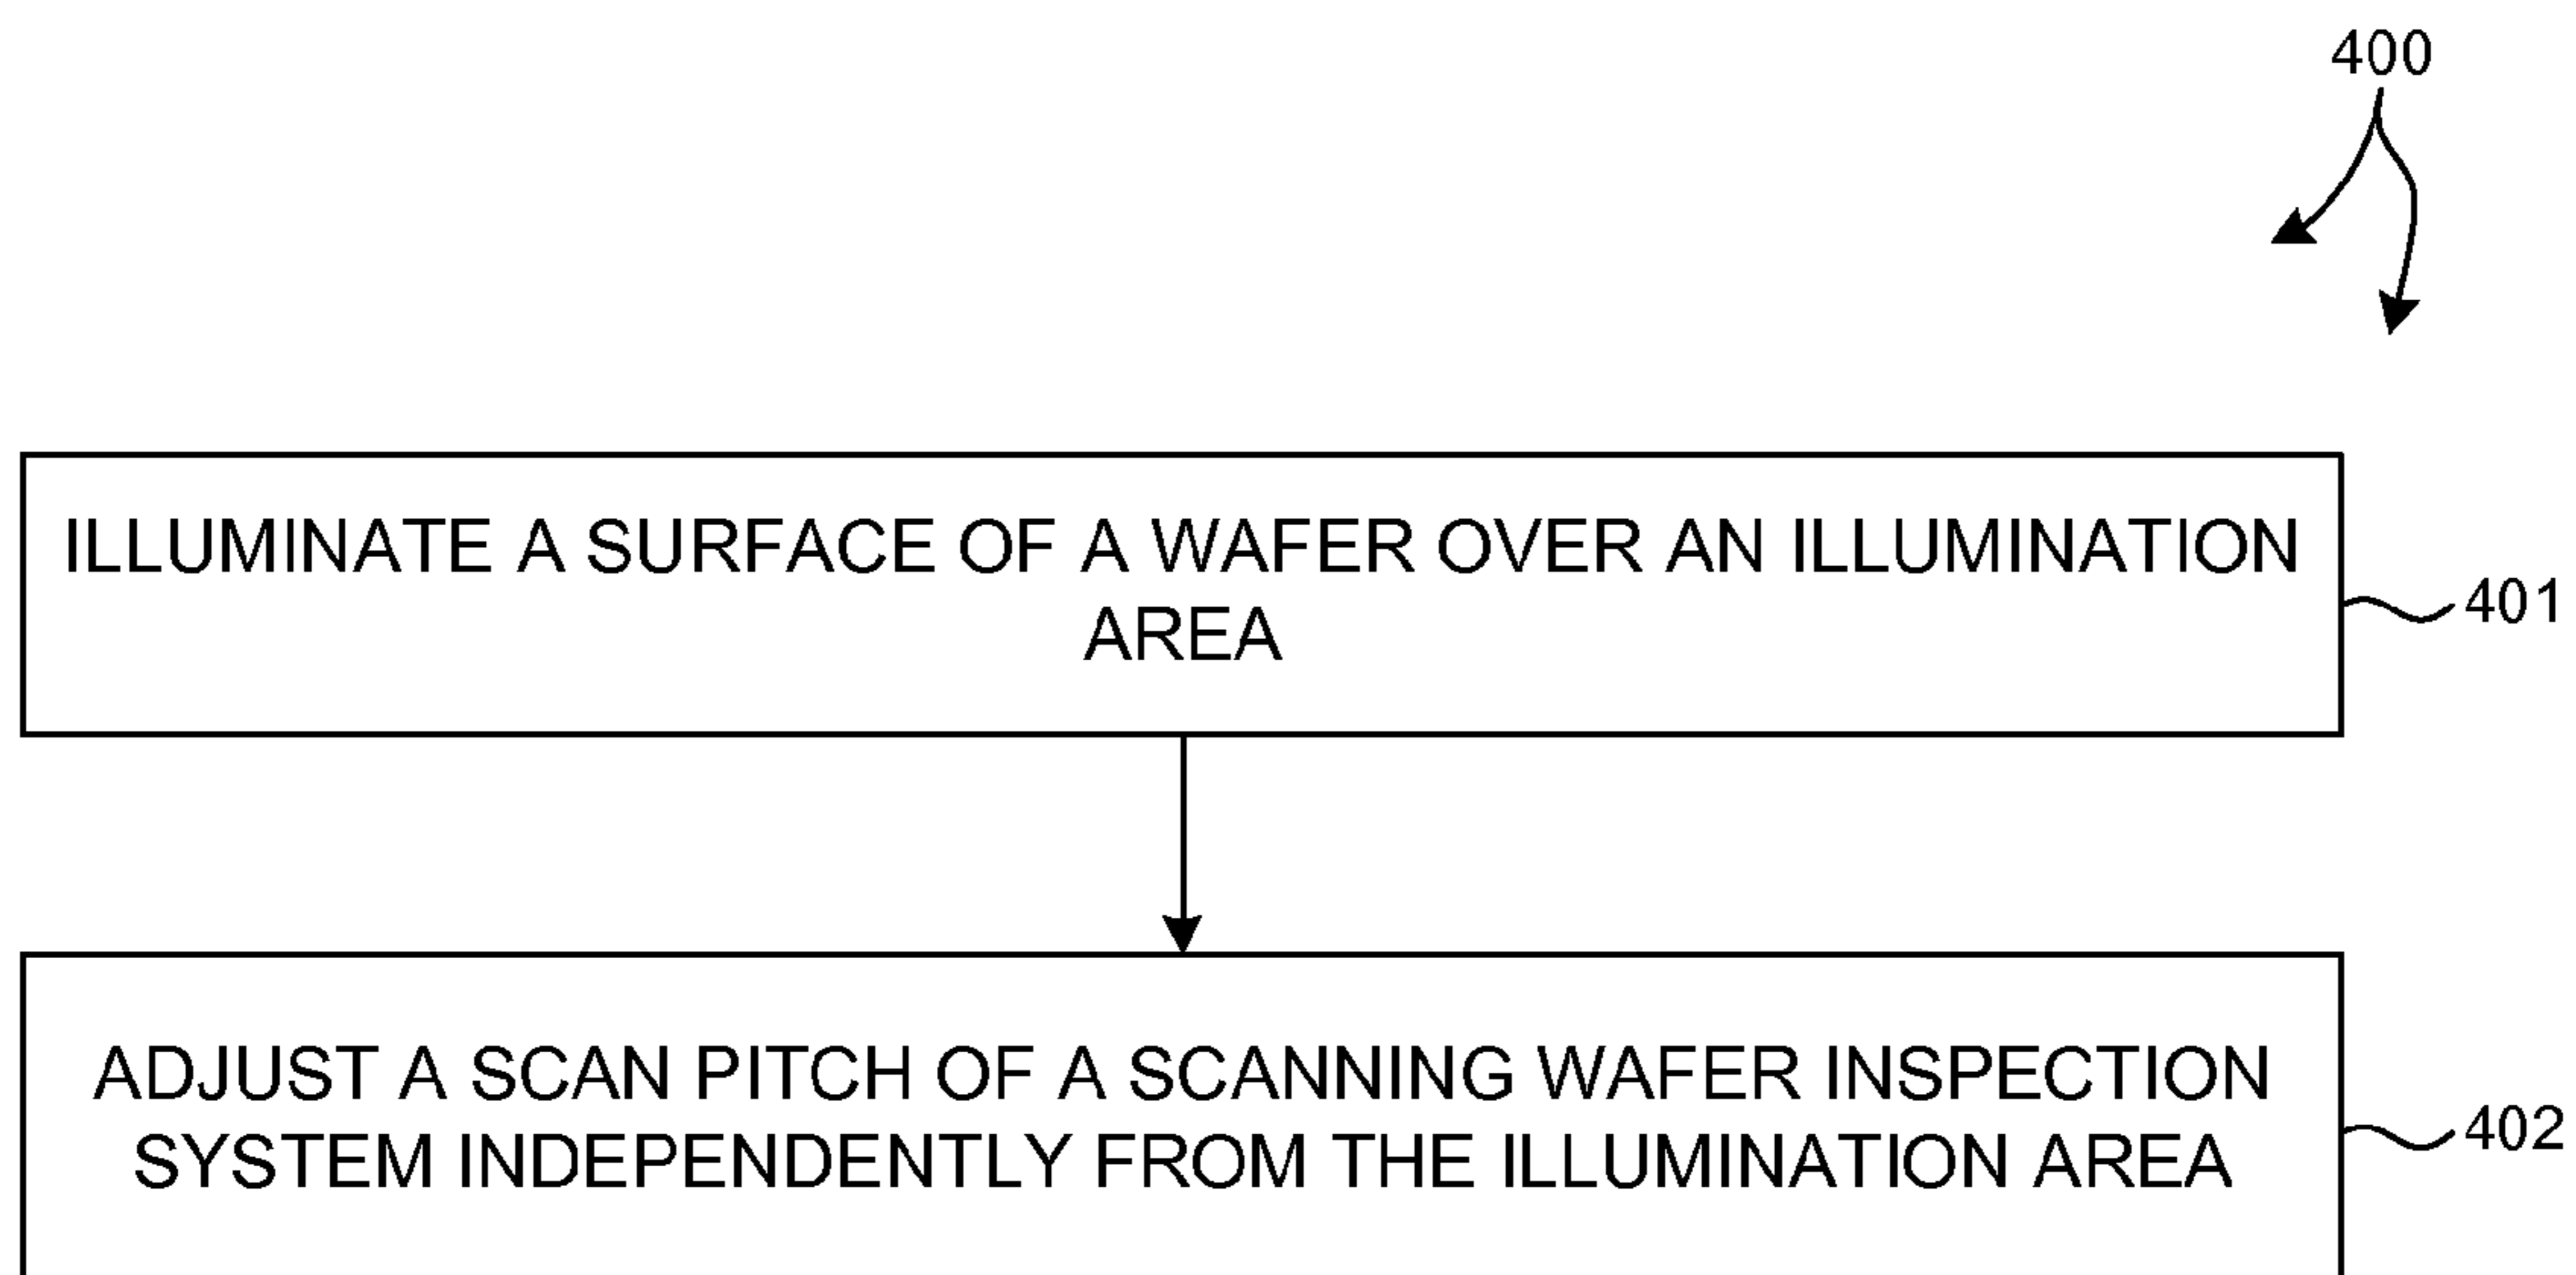 400
ILLUMINATE A SURFACE OF A WAFER OVER AN ILLUMINATION
AREA
401
ADJUST A SCAN PITCH OF A SCANNING WAFER INSPECTION
SYSTEM INDEPENDENTLY FROM THE ILLUMINATION AREA
402